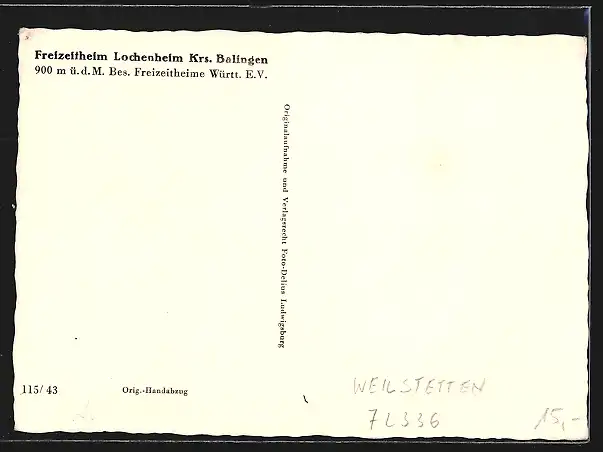 Freizeitheim Lochenheim Krs. Balingen
900 m ü.d.M. Bes. Freizeitheime Württ. E.V.
Originalaufnahme und Verlagsrecht Foto-Delius Ludwigsburg
115/43
Orig.-Handabzug
WEILSTETTEN
7L336
15,-